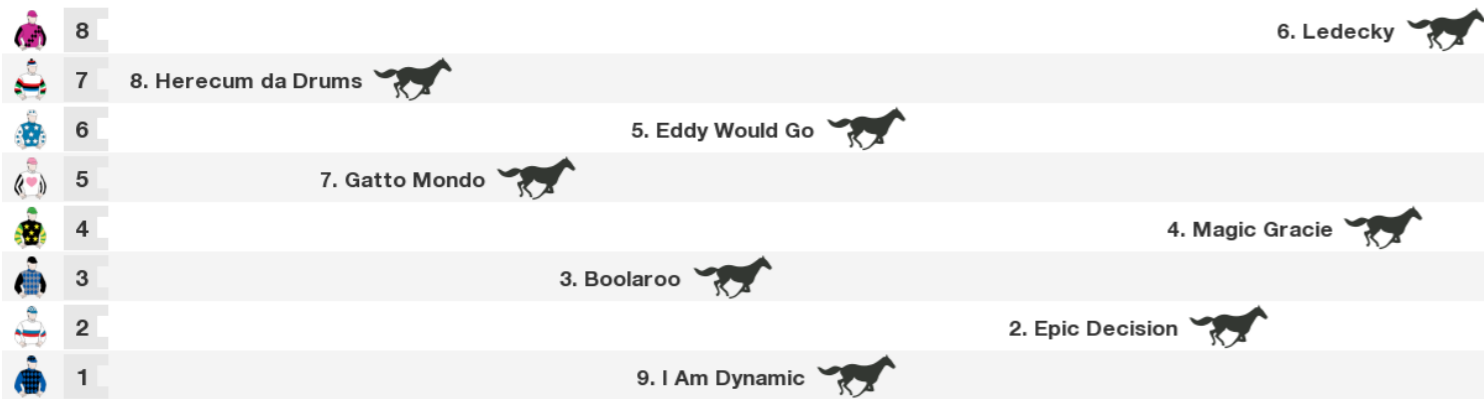 8 6. Ledecky
7 8. Herecum da Drums
6 5. Eddy Would Go
5 7. Gatto Mondo
4 4. Magic Gracie
3 3. Boolaroo
2 2. Epic Decision
1 9. I Am Dynamic